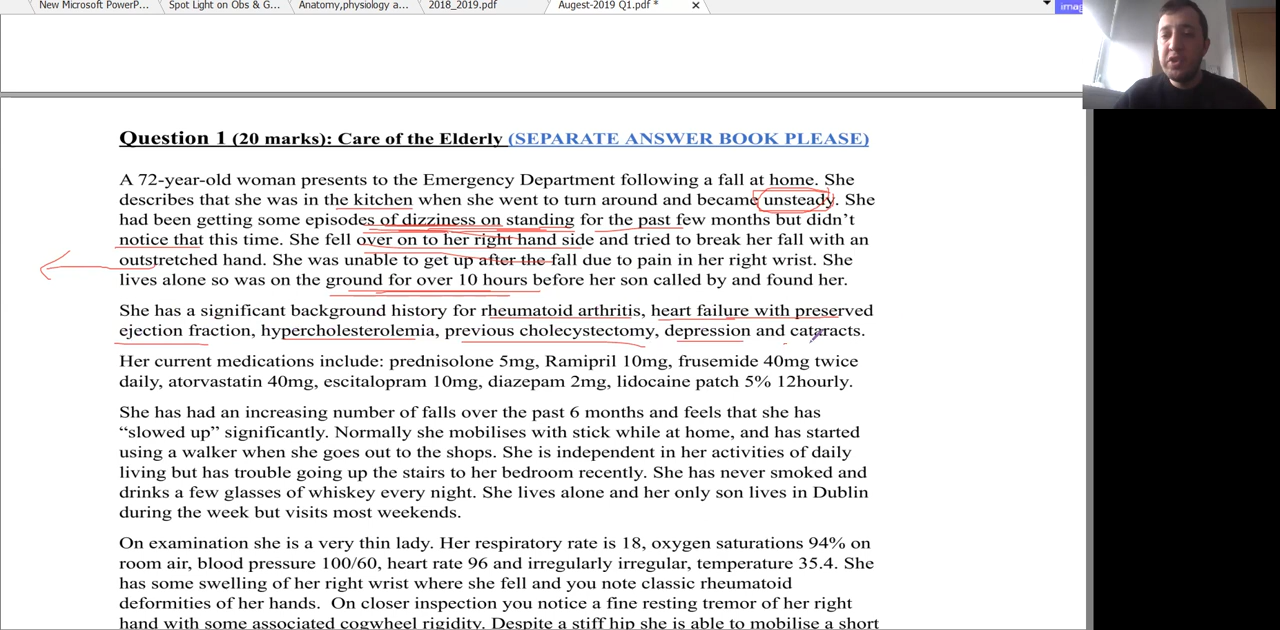 New Microsoft PowerP...
Spot Light on Obs & G...
Anatomy,physiology a...
2018_2019.pdf
Augest-2019 Q1.pdf *
imag
Question 1 (20 marks): Care of the Elderly (SEPARATE ANSWER BOOK PLEASE)
A 72-year-old woman presents to the Emergency Department following a fall at home. She
describes that she was in the kitchen when she went to turn around and became unsteady. She
had been getting some episodes of dizziness on standing for the past few months but didn't
notice that this time. She fell over on to her right hand side and tried to break her fall with an
outstretched hand. She was unable to get up after the fall due to pain in her right wrist. She
lives alone so was on the ground for over 10 hours before her son called by and found her.
She has a significant background history for rheumatoid arthritis, heart failure with preserved
ejection fraction, hypercholesterolemia, previous cholecystectomy, depression and cataracts.
Her current medications include: prednisolone 5mg, Ramipril 10mg, frusemide 40mg twice
daily, atorvastatin 40mg, escitalopram 10mg, diazepam 2mg, lidocaine patch 5% 12hourly.
She has had an increasing number of falls over the past 6 months and feels that she has
"slowed up" significantly. Normally she mobilises with stick while at home, and has started
using a walker when she goes out to the shops. She is independent in her activities of daily
living but has trouble going up the stairs to her bedroom recently. She has never smoked and
drinks a few glasses of whiskey every night. She lives alone and her only son lives in Dublin
during the week but visits most weekends.
On examination she is a very thin lady. Her respiratory rate is 18, oxygen saturations 94% on
room air, blood pressure 100/60, heart rate 96 and irregularly irregular, temperature 35.4. She
has some swelling of her right wrist where she fell and you note classic rheumatoid
deformities of her hands. On closer inspection you notice a fine resting tremor of her right
hand with some associated cogwheel rigidity. Despite a stiff hip she is able to mobilise a short